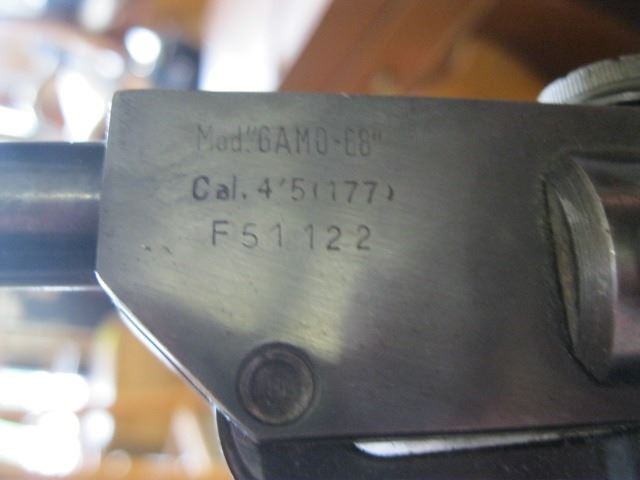 Mod."GAMO-68"
Cal. 4'5(177)
F51122